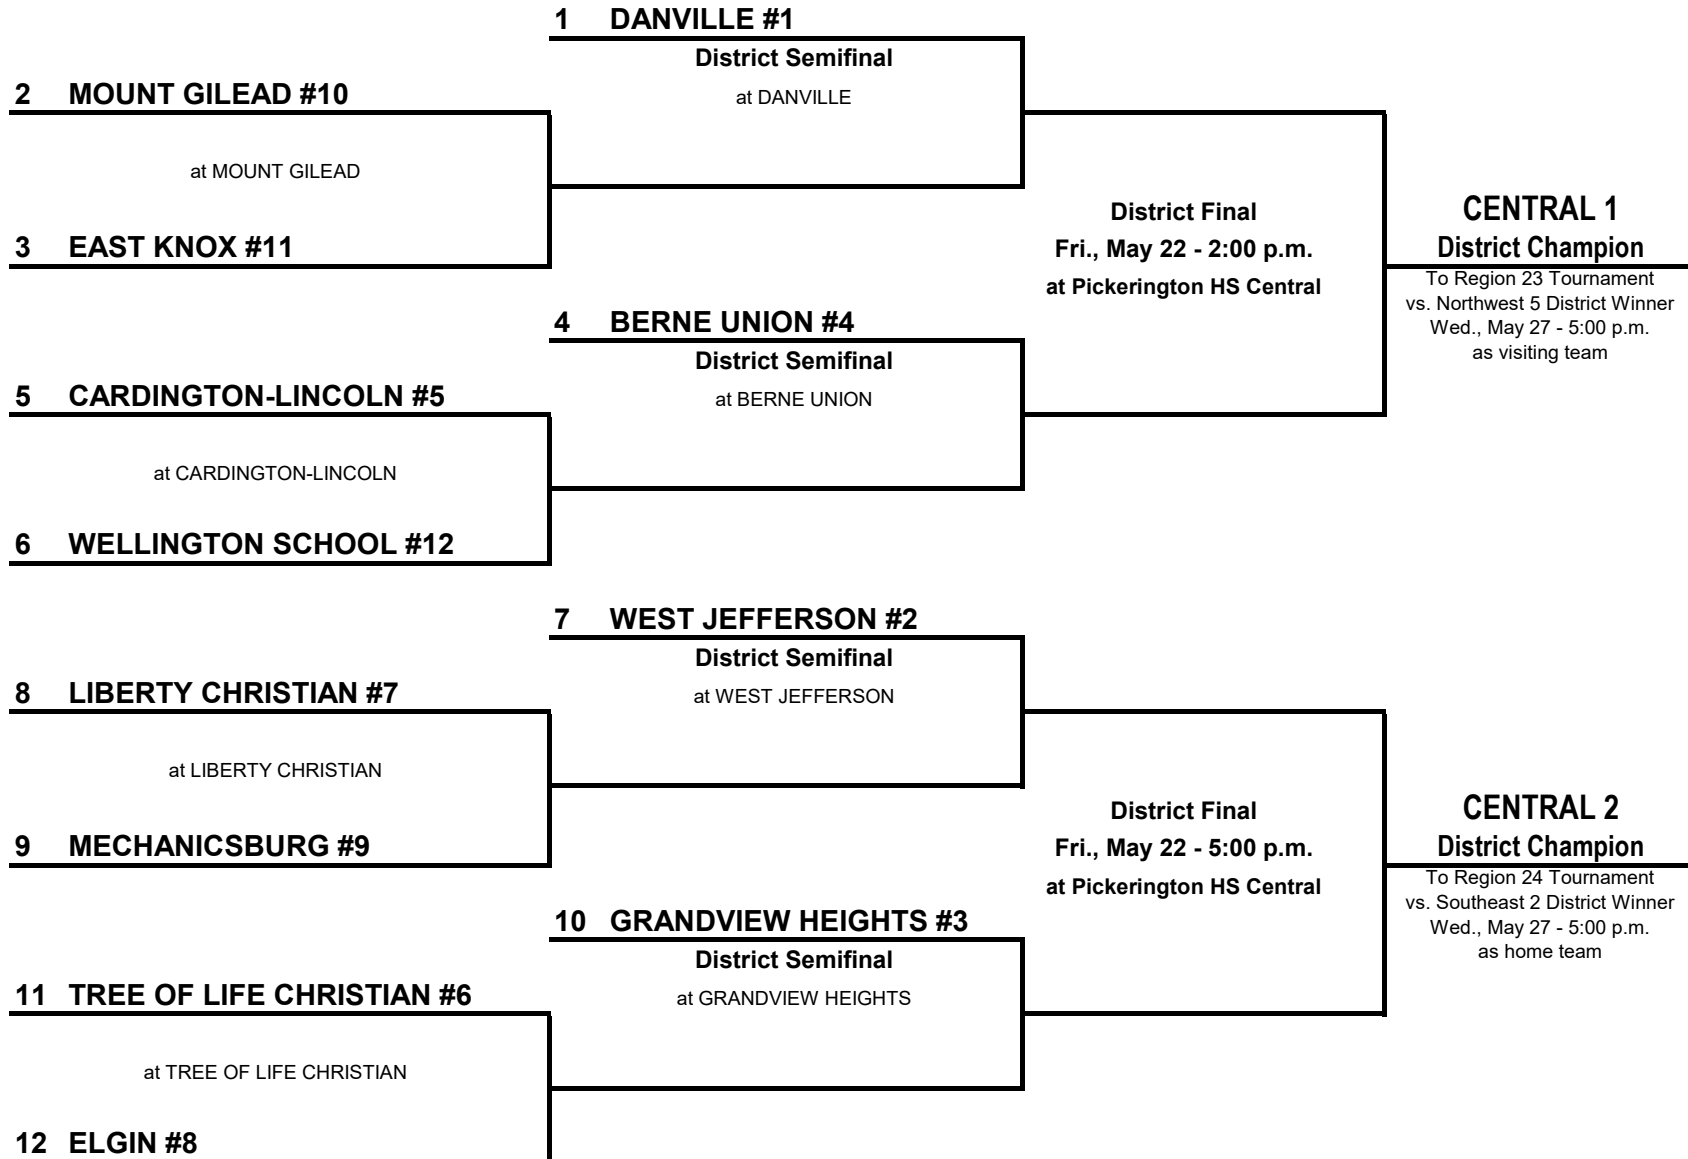 1 DANVILLE #1
District Semifinal
at DANVILLE
2 MOUNT GILEAD #10
at MOUNT GILEAD
3 EAST KNOX #11
District Final
Fri., May 22 - 2:00 p.m.
at Pickerington HS Central
CENTRAL 1
District Champion
To Region 23 Tournament
vs. Northwest 5 District Winner
Wed., May 27 - 5:00 p.m.
as visiting team
4 BERNE UNION #4
District Semifinal
at BERNE UNION
5 CARDINGTON-LINCOLN #5
at CARDINGTON-LINCOLN
6 WELLINGTON SCHOOL #12
7 WEST JEFFERSON #2
District Semifinal
at WEST JEFFERSON
8 LIBERTY CHRISTIAN #7
at LIBERTY CHRISTIAN
9 MECHANICSBURG #9
District Final
Fri., May 22 - 5:00 p.m.
at Pickerington HS Central
CENTRAL 2
District Champion
To Region 24 Tournament
vs. Southeast 2 District Winner
Wed., May 27 - 5:00 p.m.
as home team
10 GRANDVIEW HEIGHTS #3
District Semifinal
at GRANDVIEW HEIGHTS
11 TREE OF LIFE CHRISTIAN #6
at TREE OF LIFE CHRISTIAN
12 ELGIN #8